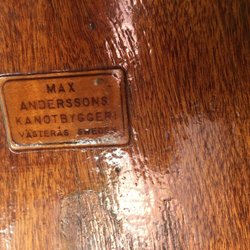 MAX
ANDERSSONS
KANOTBYGGERI
VÄSTERÅS SWEDEN